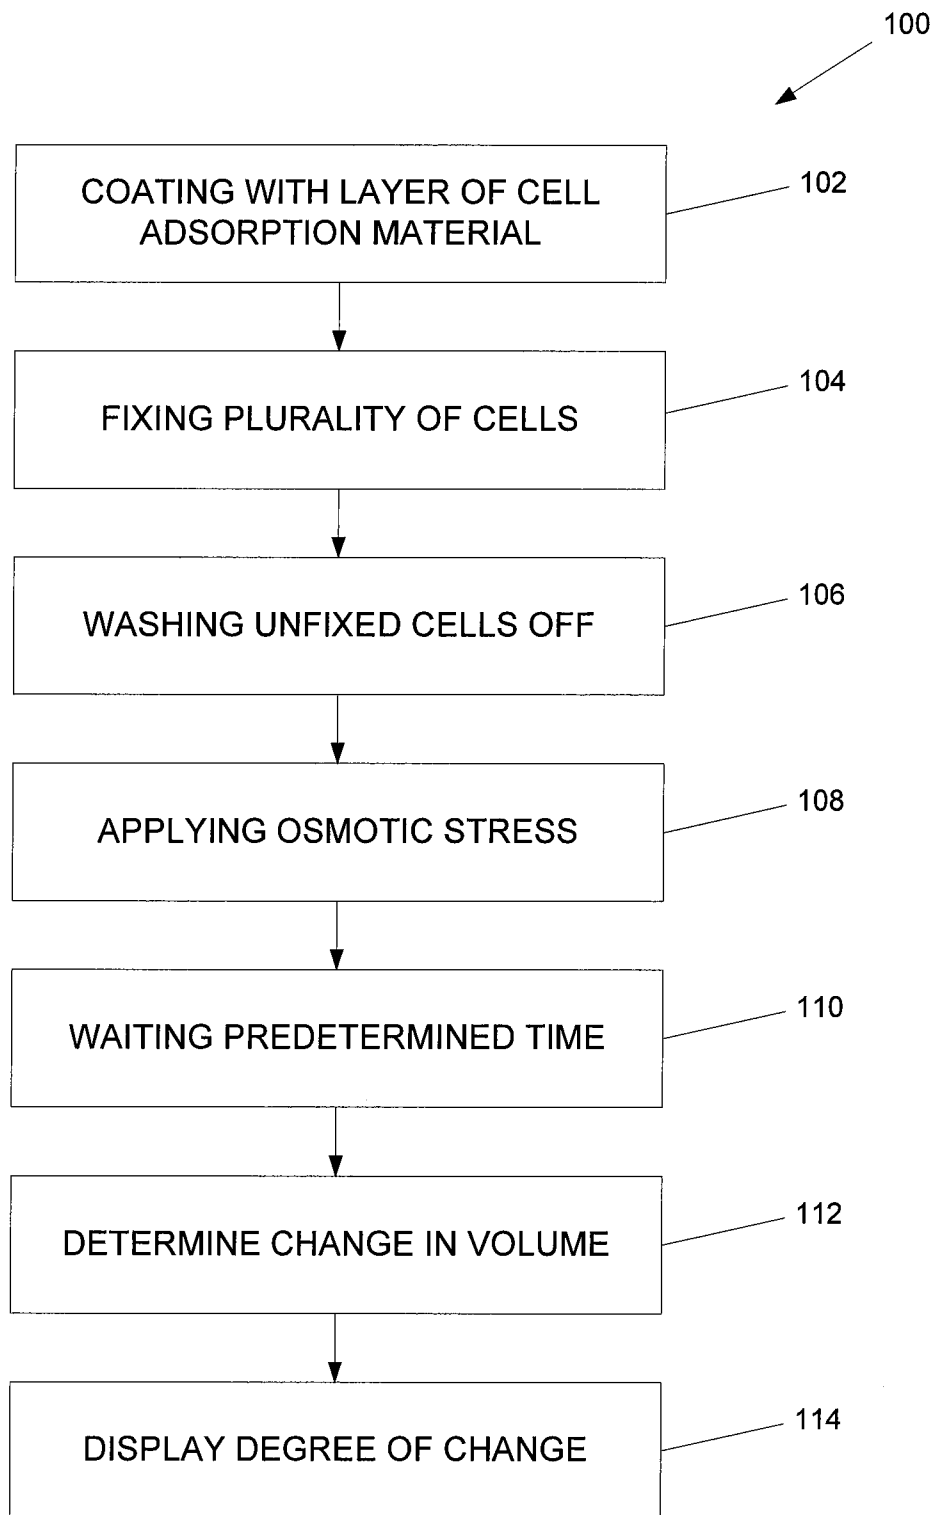 100
COATING WITH LAYER OF CELL
ADSORPTION MATERIAL
102
FIXING PLURALITY OF CELLS
104
WASHING UNFIXED CELLS OFF
106
APPLYING OSMOTIC STRESS
108
WAITING PREDETERMINED TIME
110
DETERMINE CHANGE IN VOLUME
112
DISPLAY DEGREE OF CHANGE
114